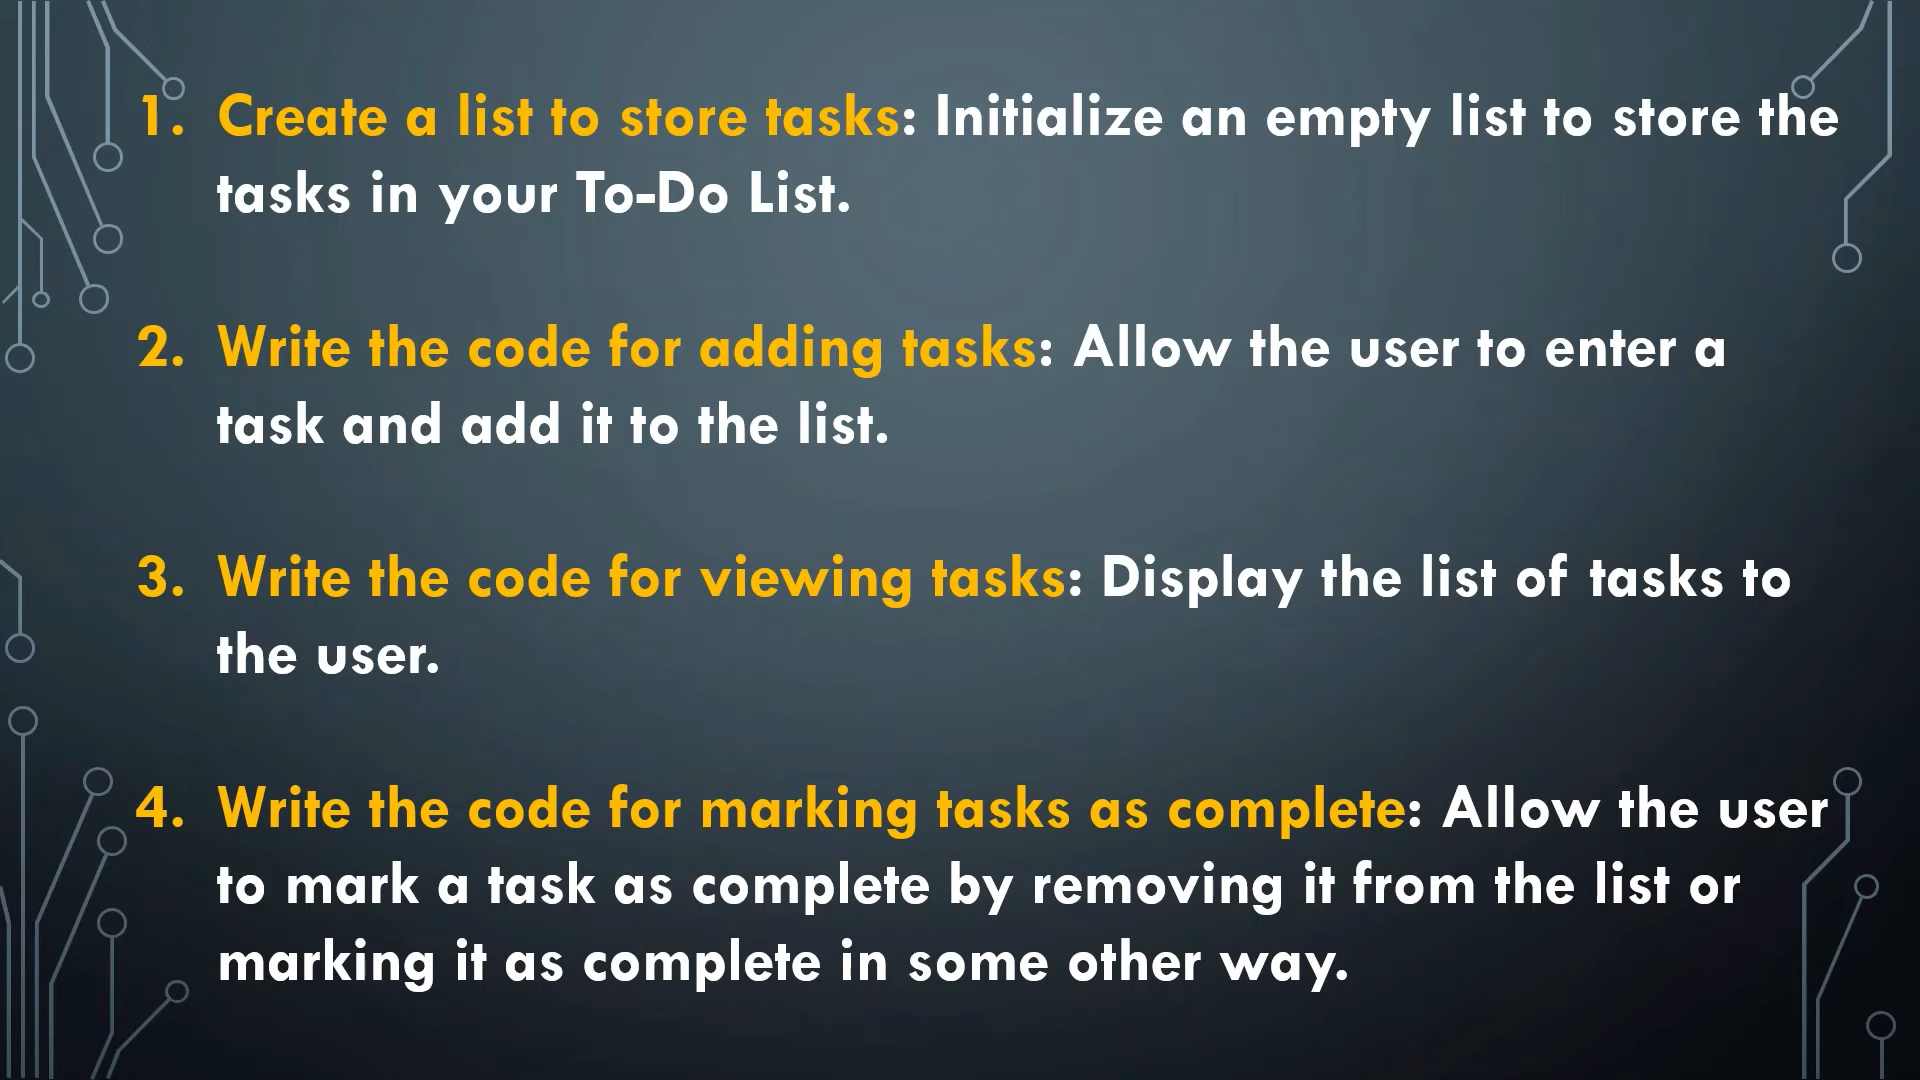 1. Create a list to store tasks: Initialize an empty list to store the
tasks in your To-Do List.
2. Write the code for adding tasks: Allow the user to enter a
task and add it to the list.
3. Write the code for viewing tasks: Display the list of tasks to
the user.
4. Write the code for marking tasks as complete: Allow the user
to mark a task as complete by removing it from the list or
marking it as complete in some other way.